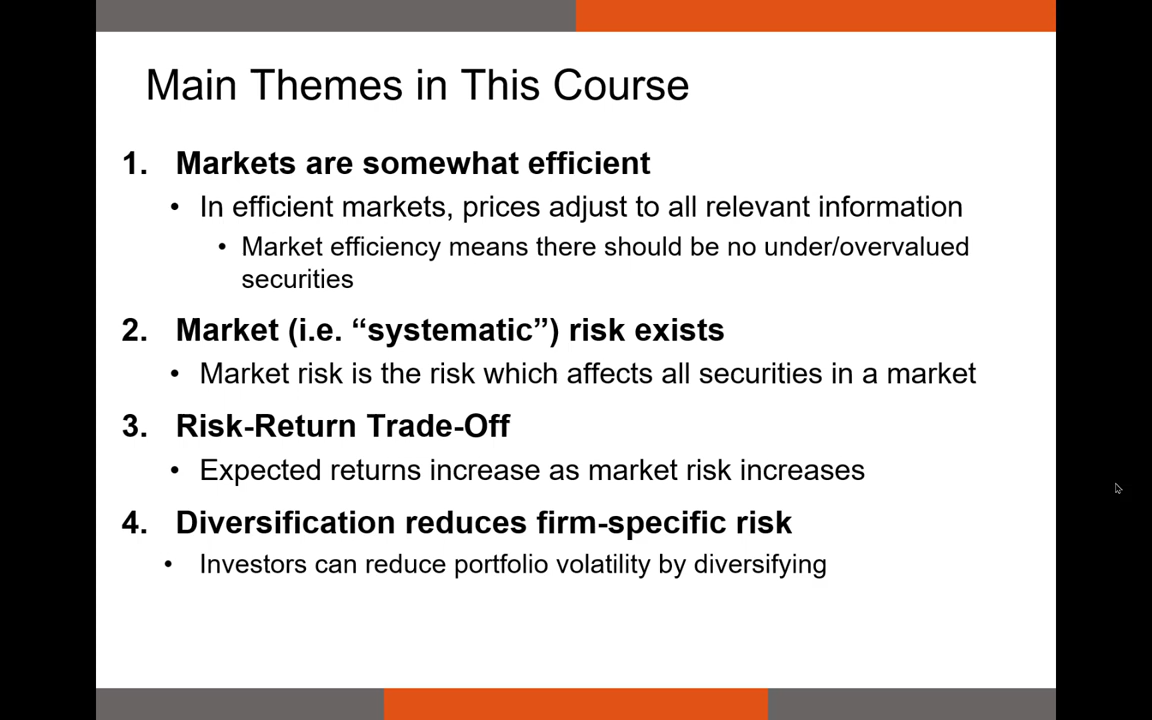 Main Themes in This Course
1. Markets are somewhat efficient
• In efficient markets, prices adjust to all relevant information
• Market efficiency means there should be no under/overvalued
securities
2. Market (i.e. “systematic”) risk exists
• Market risk is the risk which affects all securities in a market
3. Risk-Return Trade-Off
• Expected returns increase as market risk increases
4. Diversification reduces firm-specific risk
• Investors can reduce portfolio volatility by diversifying